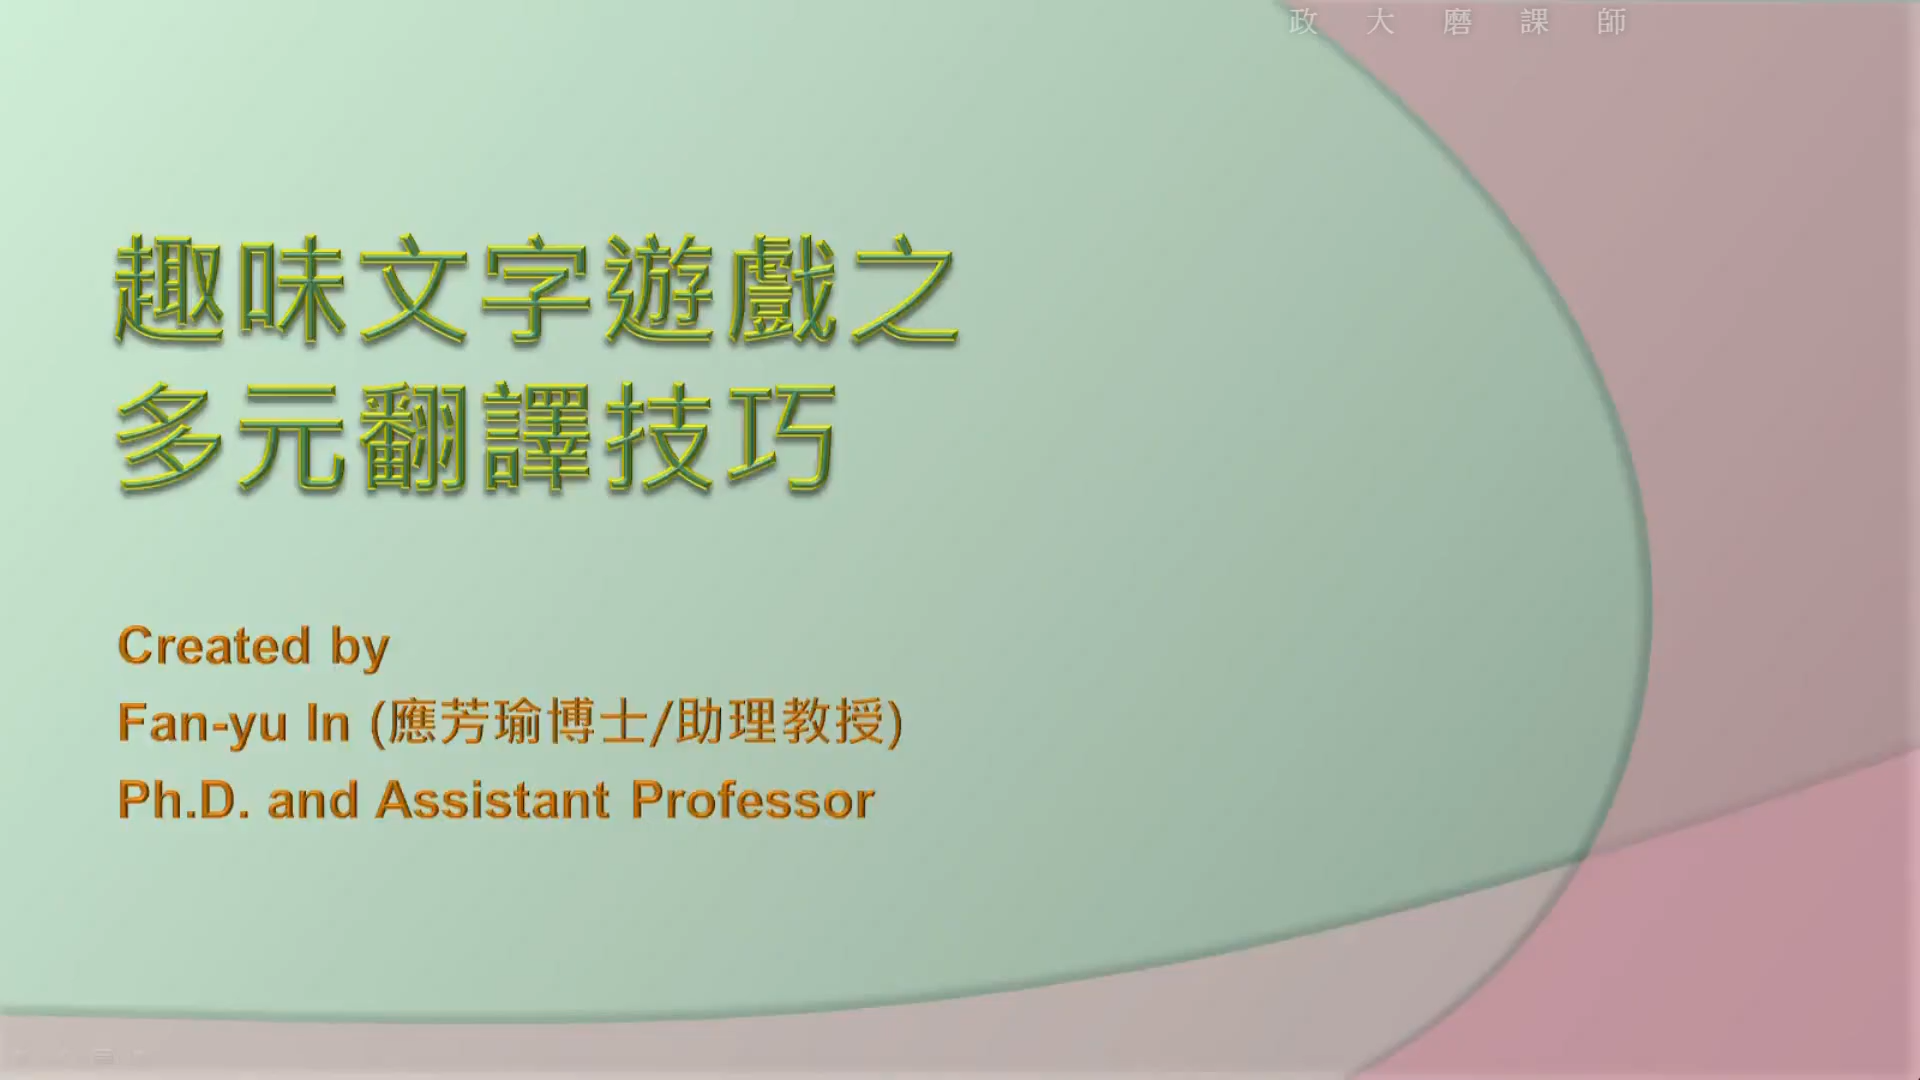 政大磨課師
趣味文字遊戲之
多元翻譯技巧
Created by
Fan-yu In (應芳瑜博士/助理教授)
Ph.D. and Assistant Professor